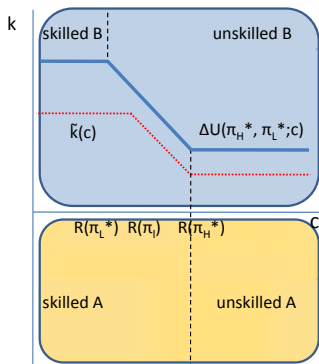 k
skilled B
unskilled B
k̃(c)
ΔU(π_H*, π_L*;c)
R(π_L*)
R(π_I)
R(π_H*)
c
skilled A
unskilled A